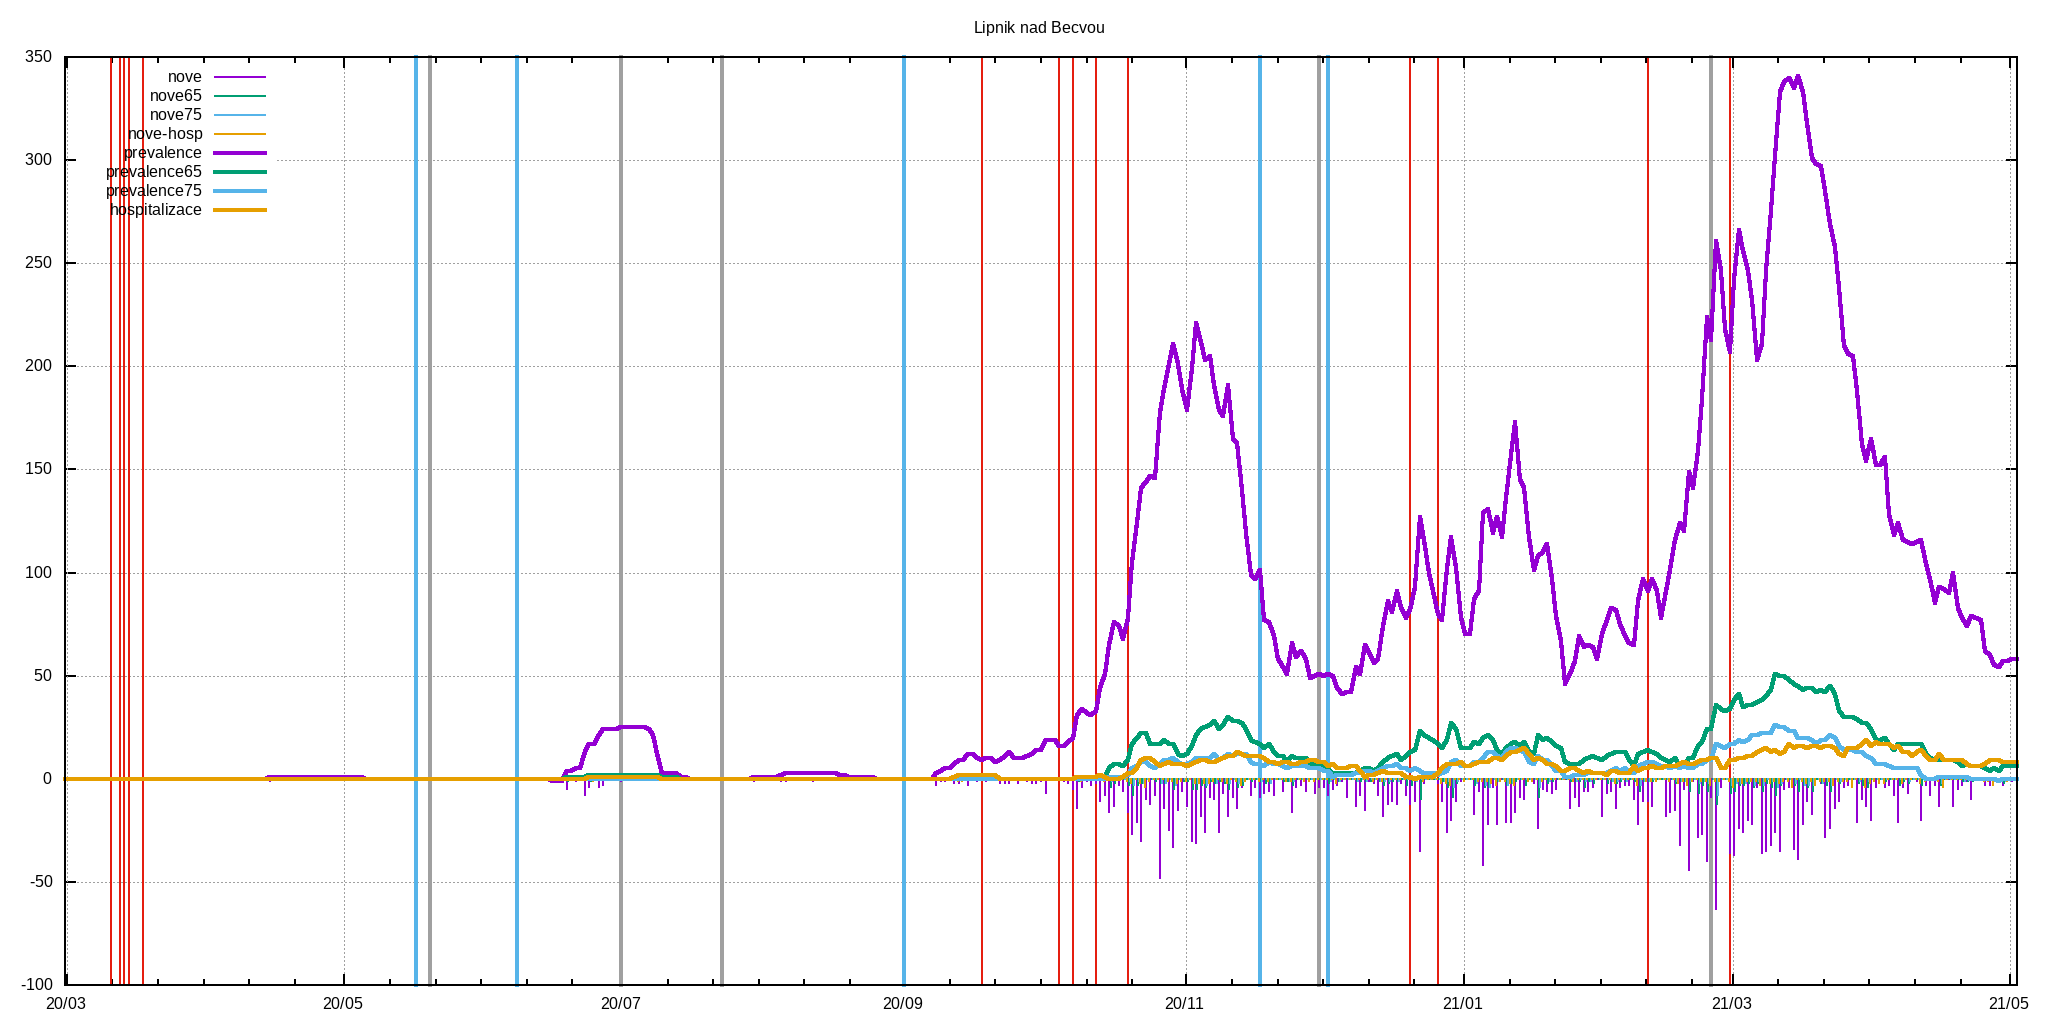 Lipnik nad Becvou
350
300
250
200
150
100
50
0
-50
-100
nove
nove65
nove75
nove-hosp
prevalence
prevalence65
prevalence75
hospitalizace
20/03 20/05 20/07 20/09 20/11 21/01 21/03 21/05